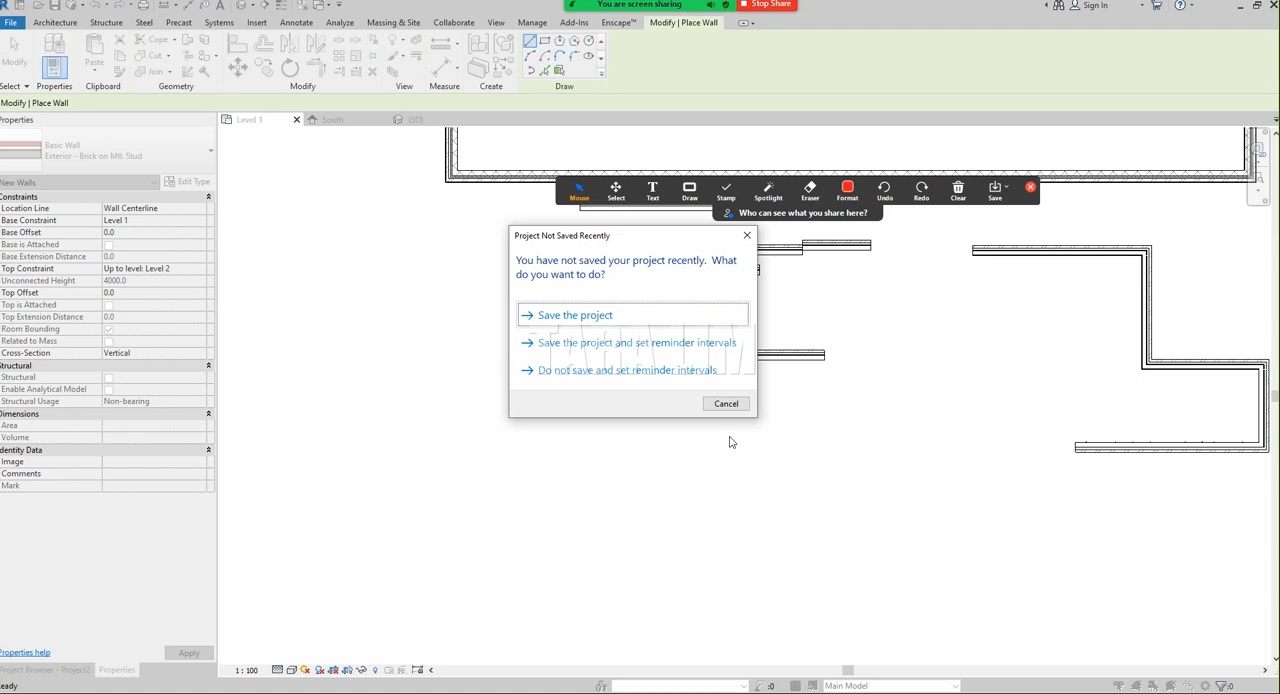 You are screen sharing
Stop Share
Sign In
File Architecture Structure Steel Precast Systems Insert Annotate Analyze Massing & Site Collaborate View Manage Add-Ins Enscape™ Modify | Place Wall
Modify
Paste
Cope
Cut
Join
Select Properties Clipboard Geometry Modify View Measure Create Draw
Modify | Place Wall
Properties
Level 1
South
{3D}
Basic Wall
Exterior - Brick on Mtl. Stud
New Walls
Edit Type
Constraints
Location Line Wall Centerline
Base Constraint Level 1
Base Offset 0.0
Base is Attached
Base Extension Distance 0.0
Top Constraint Up to level: Level 2
Unconnected Height 4000.0
Top Offset 0.0
Top is Attached
Top Extension Distance 0.0
Room Bounding
Related to Mass
Cross-Section Vertical
Structural
Structural
Enable Analytical Model
Structural Usage Non-bearing
Dimensions
Area
Volume
Identity Data
Image
Comments
Mark
Properties help
Apply
Project Browser - Project2
Properties
Mouse Select Text Draw Stamp Spotlight Eraser Format Undo Redo Clear Save
Who can see what you share here?
Project Not Saved Recently
You have not saved your project recently. What
do you want to do?
Save the project
Save the project and set reminder intervals
Do not save and set reminder intervals
Cancel
1 : 100
Ready
:0
Main Model
:0